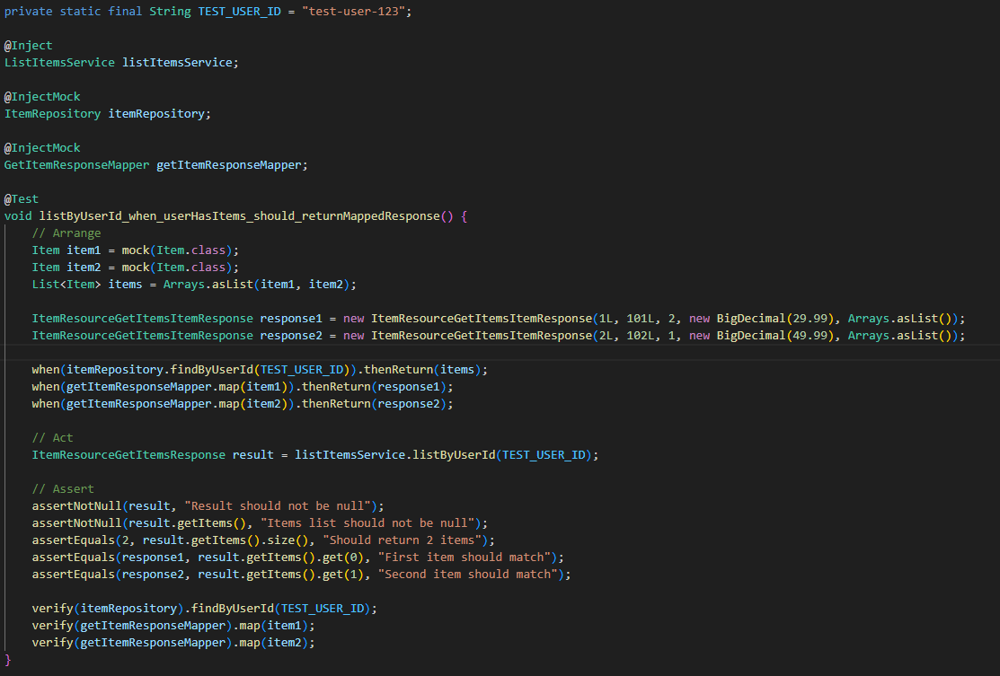 private static final String TEST_USER_ID = "test-user-123";
@Inject
ListItemsService listItemsService;
@InjectMock
ItemRepository itemRepository;
@InjectMock
GetItemResponseMapper getItemResponseMapper;
@Test
void listByUserId_when_userHasItems_should_returnMappedResponse() {
    // Arrange
    Item item1 = mock(Item.class);
    Item item2 = mock(Item.class);
    List<Item> items = Arrays.asList(item1, item2);
    ItemResourceGetItemsItemResponse response1 = new ItemResourceGetItemsItemResponse(1L, 101L, 2, new BigDecimal(29.99), Arrays.asList());
    ItemResourceGetItemsItemResponse response2 = new ItemResourceGetItemsItemResponse(2L, 102L, 1, new BigDecimal(49.99), Arrays.asList());
    when(itemRepository.findByUserId(TEST_USER_ID)).thenReturn(items);
    when(getItemResponseMapper.map(item1)).thenReturn(response1);
    when(getItemResponseMapper.map(item2)).thenReturn(response2);
    // Act
    ItemResourceGetItemsResponse result = listItemsService.listByUserId(TEST_USER_ID);
    // Assert
    assertNotNull(result, "Result should not be null");
    assertNotNull(result.getItems(), "Items list should not be null");
    assertEquals(2, result.getItems().size(), "Should return 2 items");
    assertEquals(response1, result.getItems().get(0), "First item should match");
    assertEquals(response2, result.getItems().get(1), "Second item should match");
    verify(itemRepository).findByUserId(TEST_USER_ID);
    verify(getItemResponseMapper).map(item1);
    verify(getItemResponseMapper).map(item2);
}